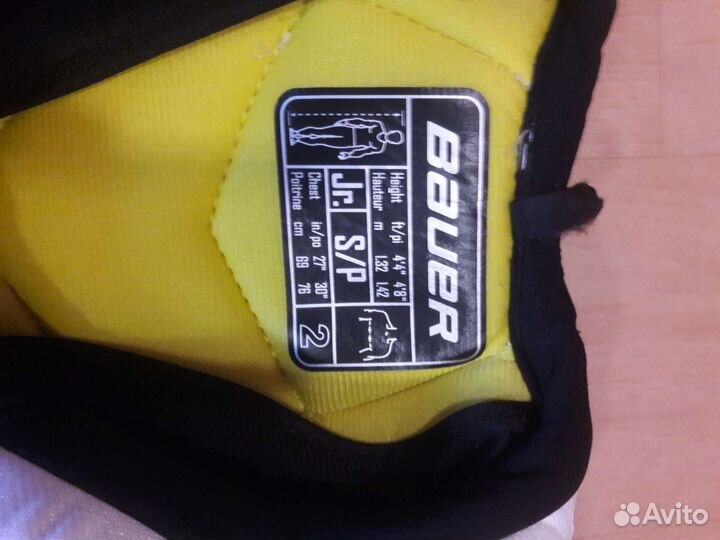 BAUER
Height ft/pi 4'4" 4'8"
Hauteur m 1.32 1.42
Jr. S/P
Chest in/po 27" 30"
Poitrine cm 69 76
2
Avito